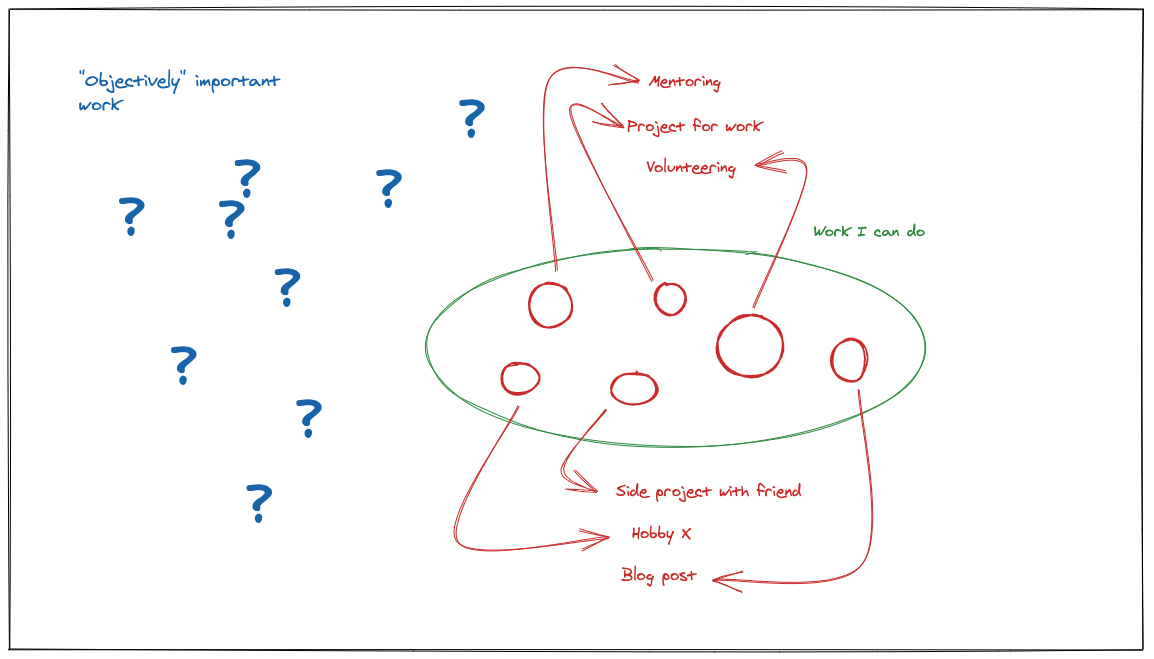 "Objectively" important
work
?
?
?
?
?
?
?
?
?
Mentoring
Project for work
Volunteering
Work I can do
Side project with friend
Hobby X
Blog post